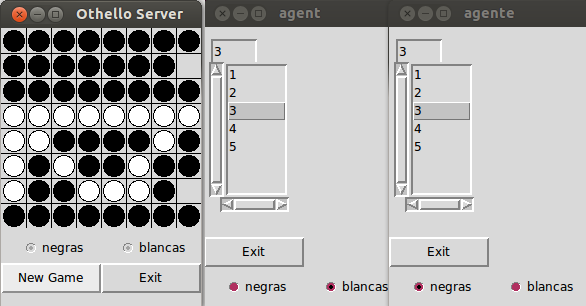 Othello Server
negras
blancas
New Game
Exit
agent
3
1
2
3
4
5
Exit
negras
blancas
agente
3
1
2
3
4
5
Exit
negras
blancas